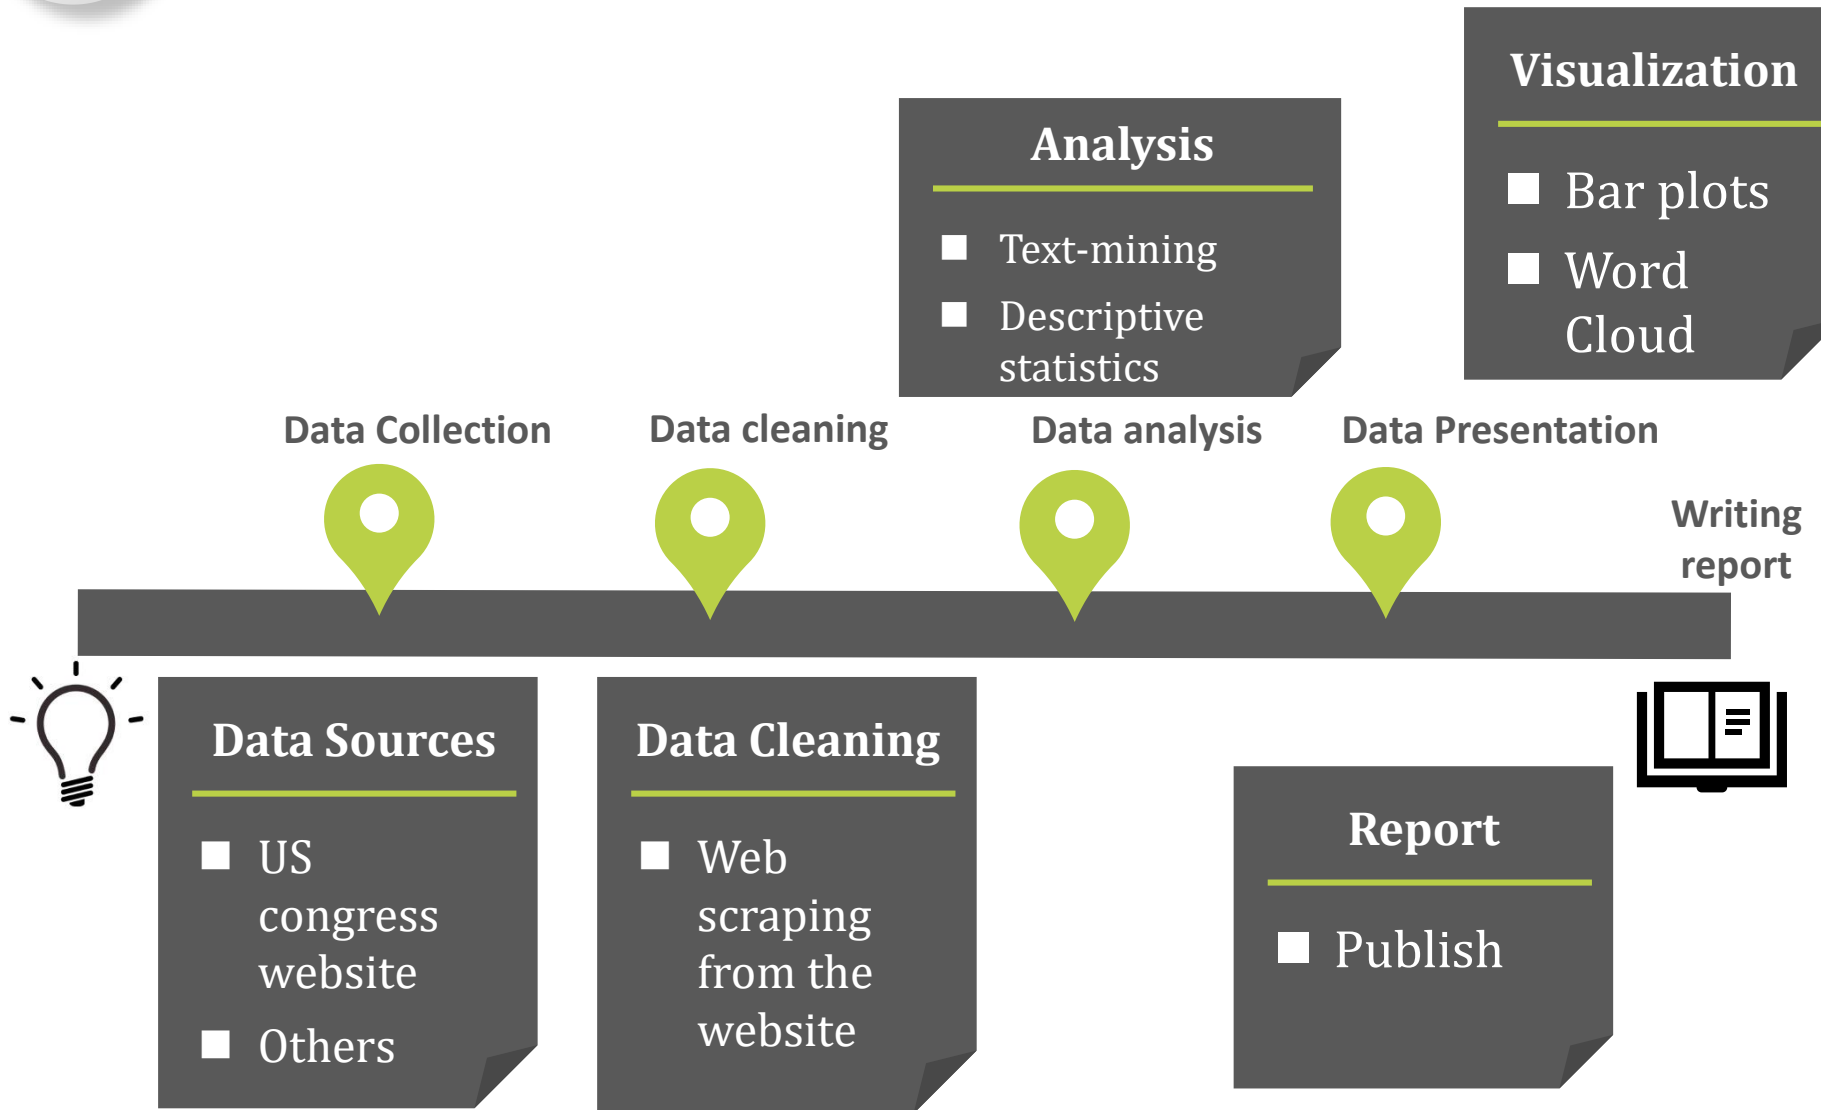 Visualization
Bar plots
Word
Cloud
Analysis
Text-mining
Descriptive
statistics
Data Collection
Data cleaning
Data analysis
Data Presentation
Writing
report
Data Sources
US
congress
website
Others
Data Cleaning
Web
scraping
from the
website
Report
Publish